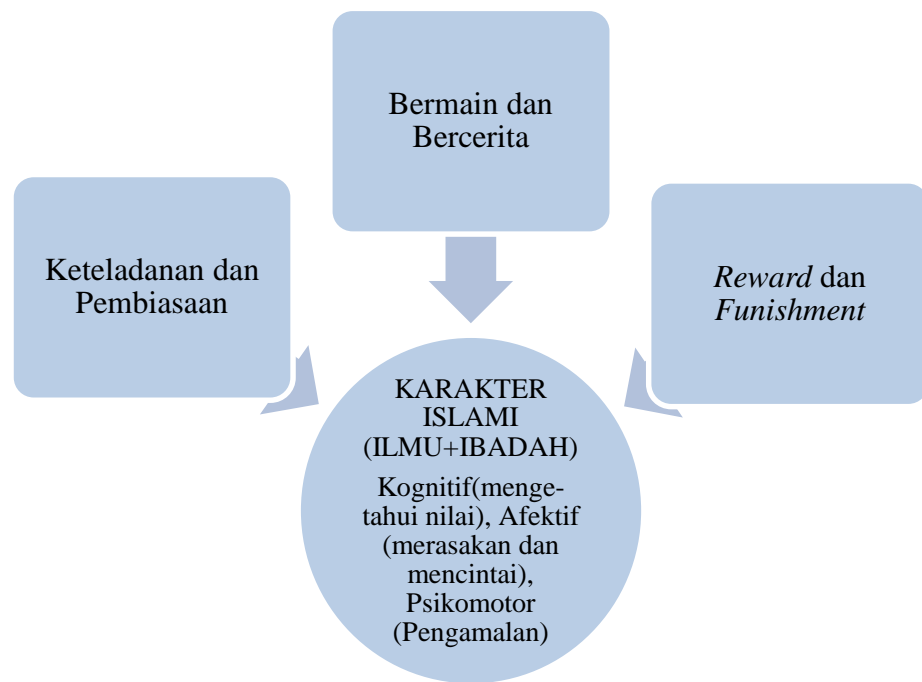 Bermain dan
Bercerita
Keteladanan dan
Pembiasaan
Reward dan
Funishment
KARAKTER
ISLAMI
(ILMU+IBADAH)
Kognitif(menge-
tahui nilai), Afektif
(merasakan dan
mencintai),
Psikomotor
(Pengamalan)